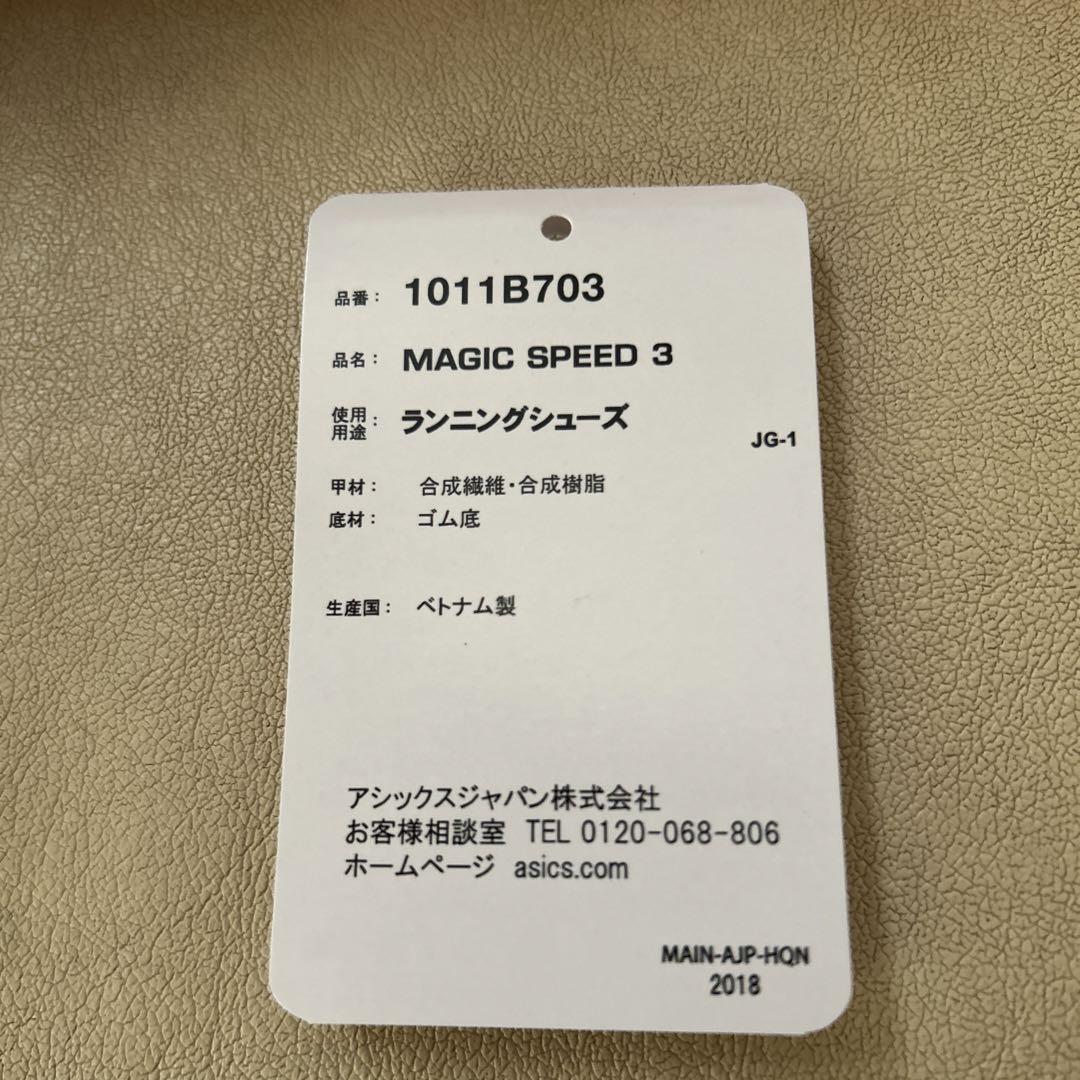 品番： 1011B703
品名： MAGIC SPEED 3
使用用途： ランニングシューズ
JG-1
甲材： 合成繊維・合成樹脂
底材： ゴム底
生産国： ベトナム製
アシックスジャパン株式会社
お客様相談室 TEL 0120-068-806
ホームページ asics.com
MAIN-AJP-HQN
2018